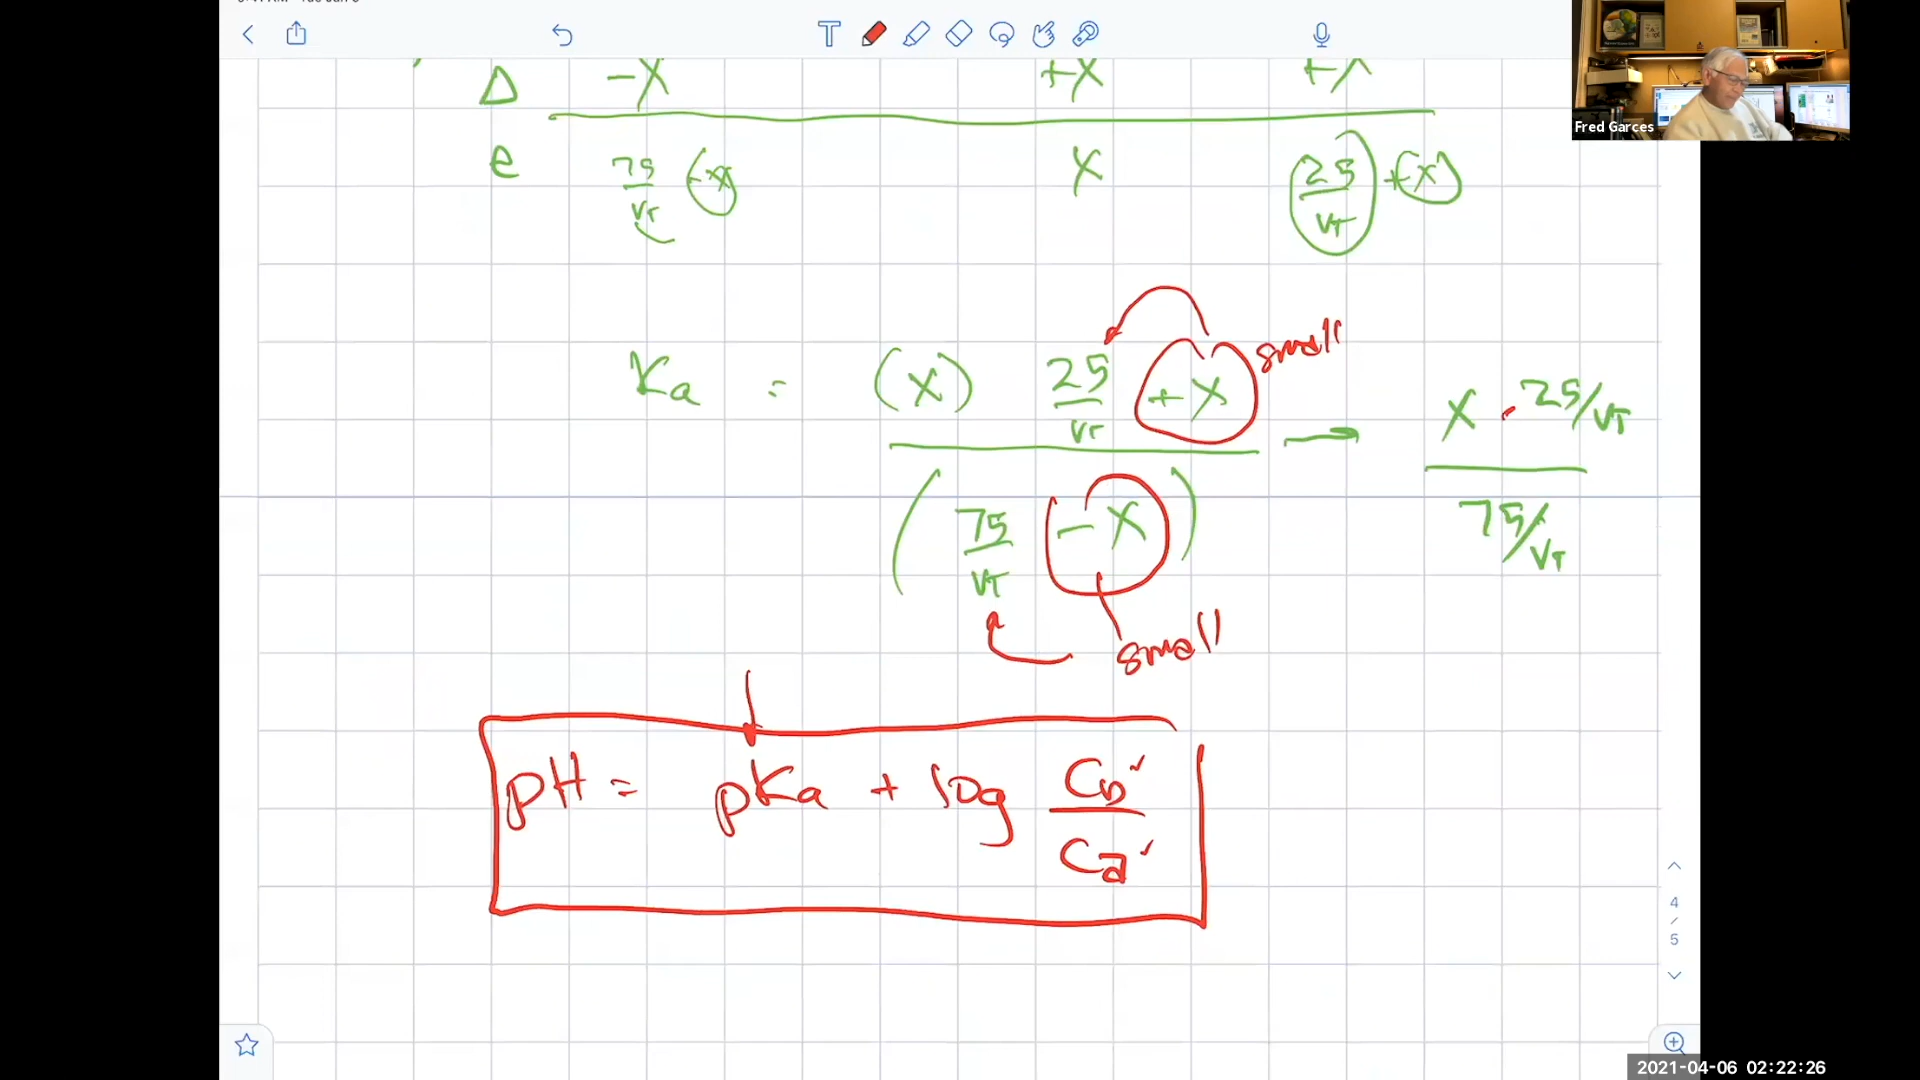 Δ -X +X +X
e 75/VT (-x) X 25/VT +(x)
Ka = (x) 25/VT +X small → X · 25/VT
(75/VT - X) 75/VT
small
pH = pKa + log Cb/Ca
4
/
5
Fred Garces
2021-04-06 02:22:26